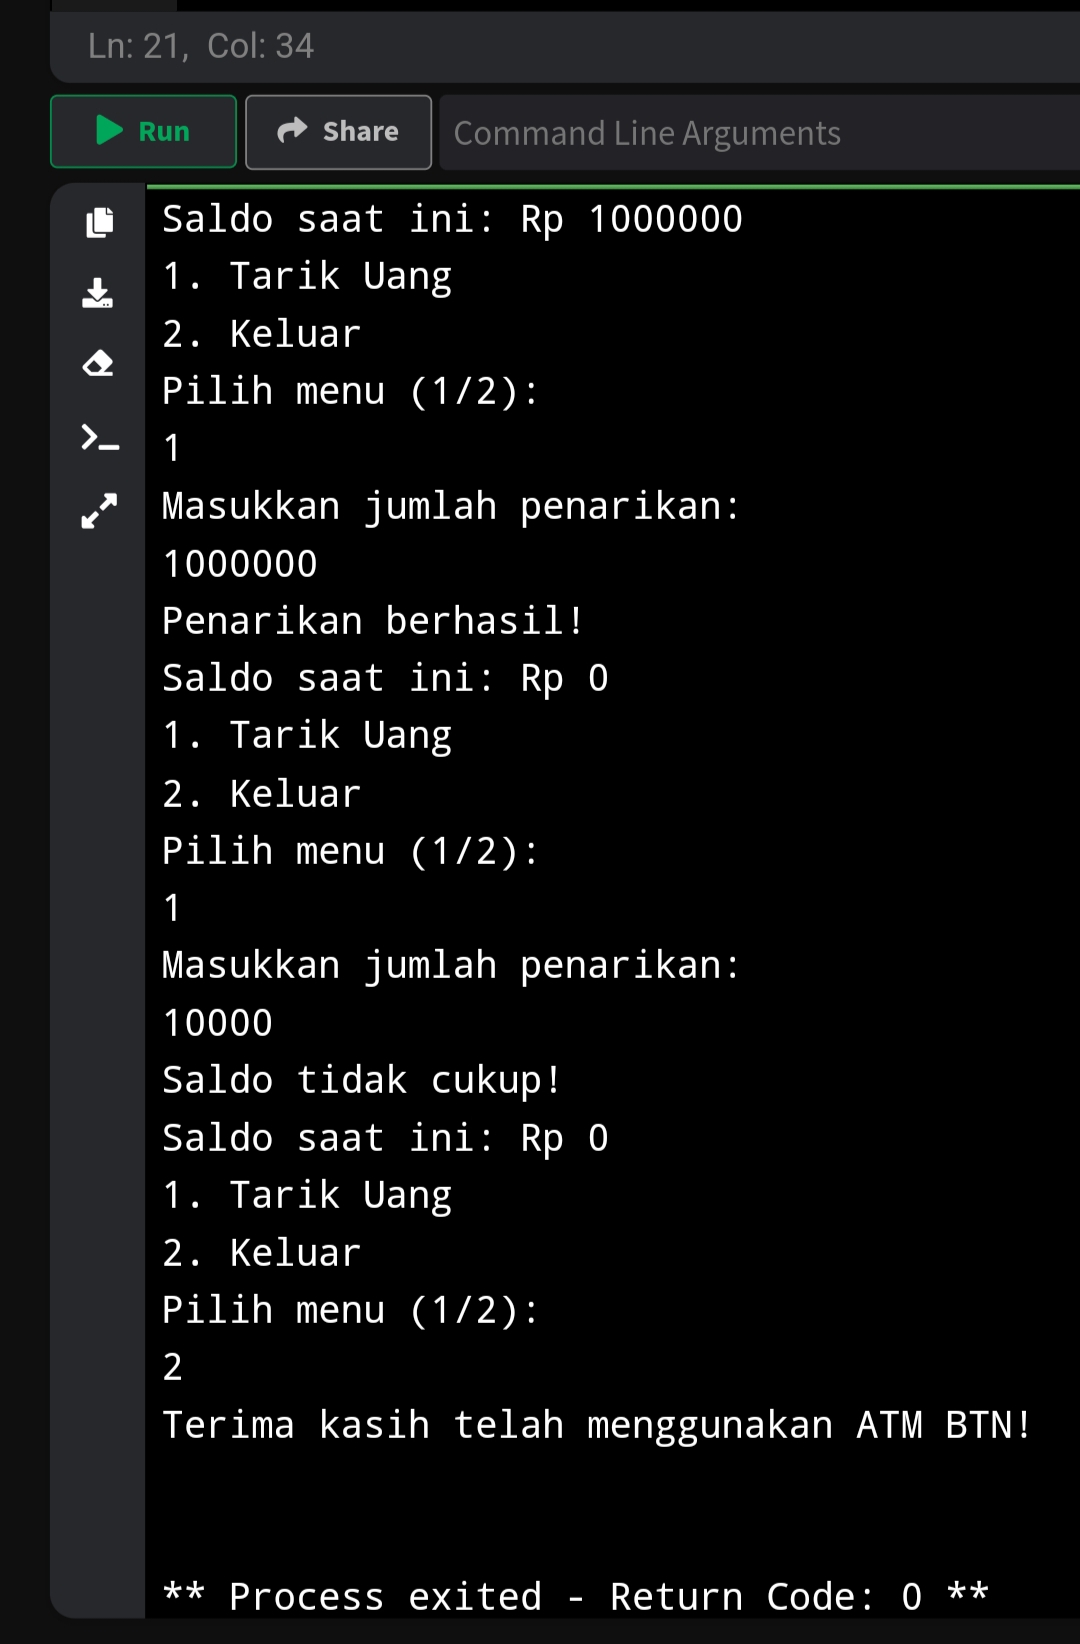 Ln: 21, Col: 34
Run Share Command Line Arguments
Saldo saat ini: Rp 1000000
1. Tarik Uang
2. Keluar
Pilih menu (1/2):
1
Masukkan jumlah penarikan:
1000000
Penarikan berhasil!
Saldo saat ini: Rp 0
1. Tarik Uang
2. Keluar
Pilih menu (1/2):
1
Masukkan jumlah penarikan:
10000
Saldo tidak cukup!
Saldo saat ini: Rp 0
1. Tarik Uang
2. Keluar
Pilih menu (1/2):
2
Terima kasih telah menggunakan ATM BTN!
** Process exited - Return Code: 0 **